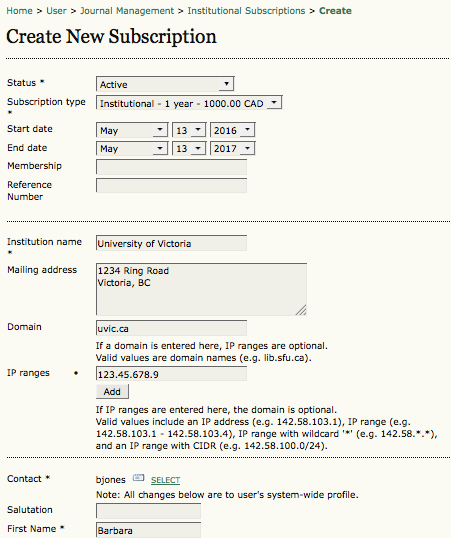 Home > User > Journal Management > Institutional Subscriptions > Create
Create New Subscription
Status * Active
Subscription type * Institutional - 1 year - 1000.00 CAD
Start date May 13 2016
End date May 13 2017
Membership
Reference
Number
Institution name * University of Victoria
Mailing address 1234 Ring Road
Victoria, BC
Domain uvic.ca
If a domain is entered here, IP ranges are optional.
Valid values are domain names (e.g. lib.sfu.ca).
IP ranges • 123.45.678.9
Add
If IP ranges are entered here, the domain is optional.
Valid values include an IP address (e.g. 142.58.103.1), IP range (e.g.
142.58.103.1 - 142.58.103.4), IP range with wildcard '*' (e.g. 142.58.*.*),
and an IP range with CIDR (e.g. 142.58.100.0/24).
Contact * bjones SELECT
Note: All changes below are to user's system-wide profile.
Salutation
First Name * Barbara